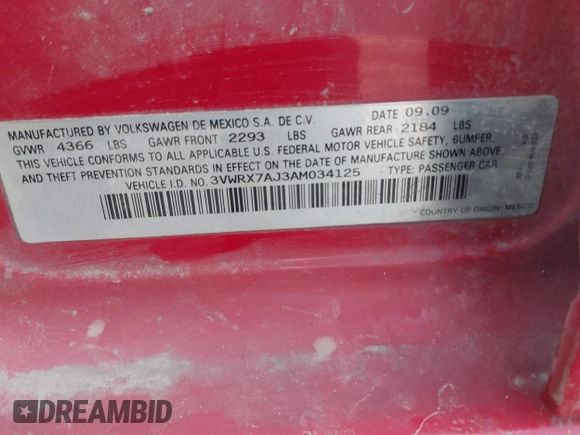 MANUFACTURED BY VOLKSWAGEN DE MEXICO S.A. DE C.V. DATE 09.09
GVWR 4366 LBS GAWR FRONT 2293 LBS GAWR REAR 2184 LBS
THIS VEHICLE CONFORMS TO ALL APPLICABLE U.S. FEDERAL MOTOR VEHICLE SAFETY, BUMPER,
AND THEFT PREVENTION STANDARDS IN EFFECT ON THE DATE OF MANUFACTURE SHOWN ABOVE.
VEHICLE I.D. NO. 3VWRX7AJ3AM034125 TYPE: PASSENGER CAR
COUNTRY OF ORIGIN: MEXICO
DREAMBID